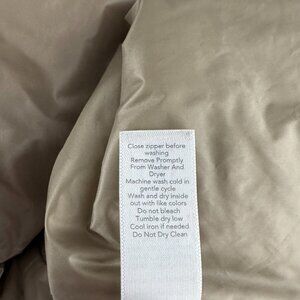 Close zipper before
washing
Remove Promptly
From Washer And
Dryer
Machine wash cold in
gentle cycle
Wash and dry inside
out with like colors
Do not bleach
Tumble dry low
Cool iron if needed
Do Not Dry Clean